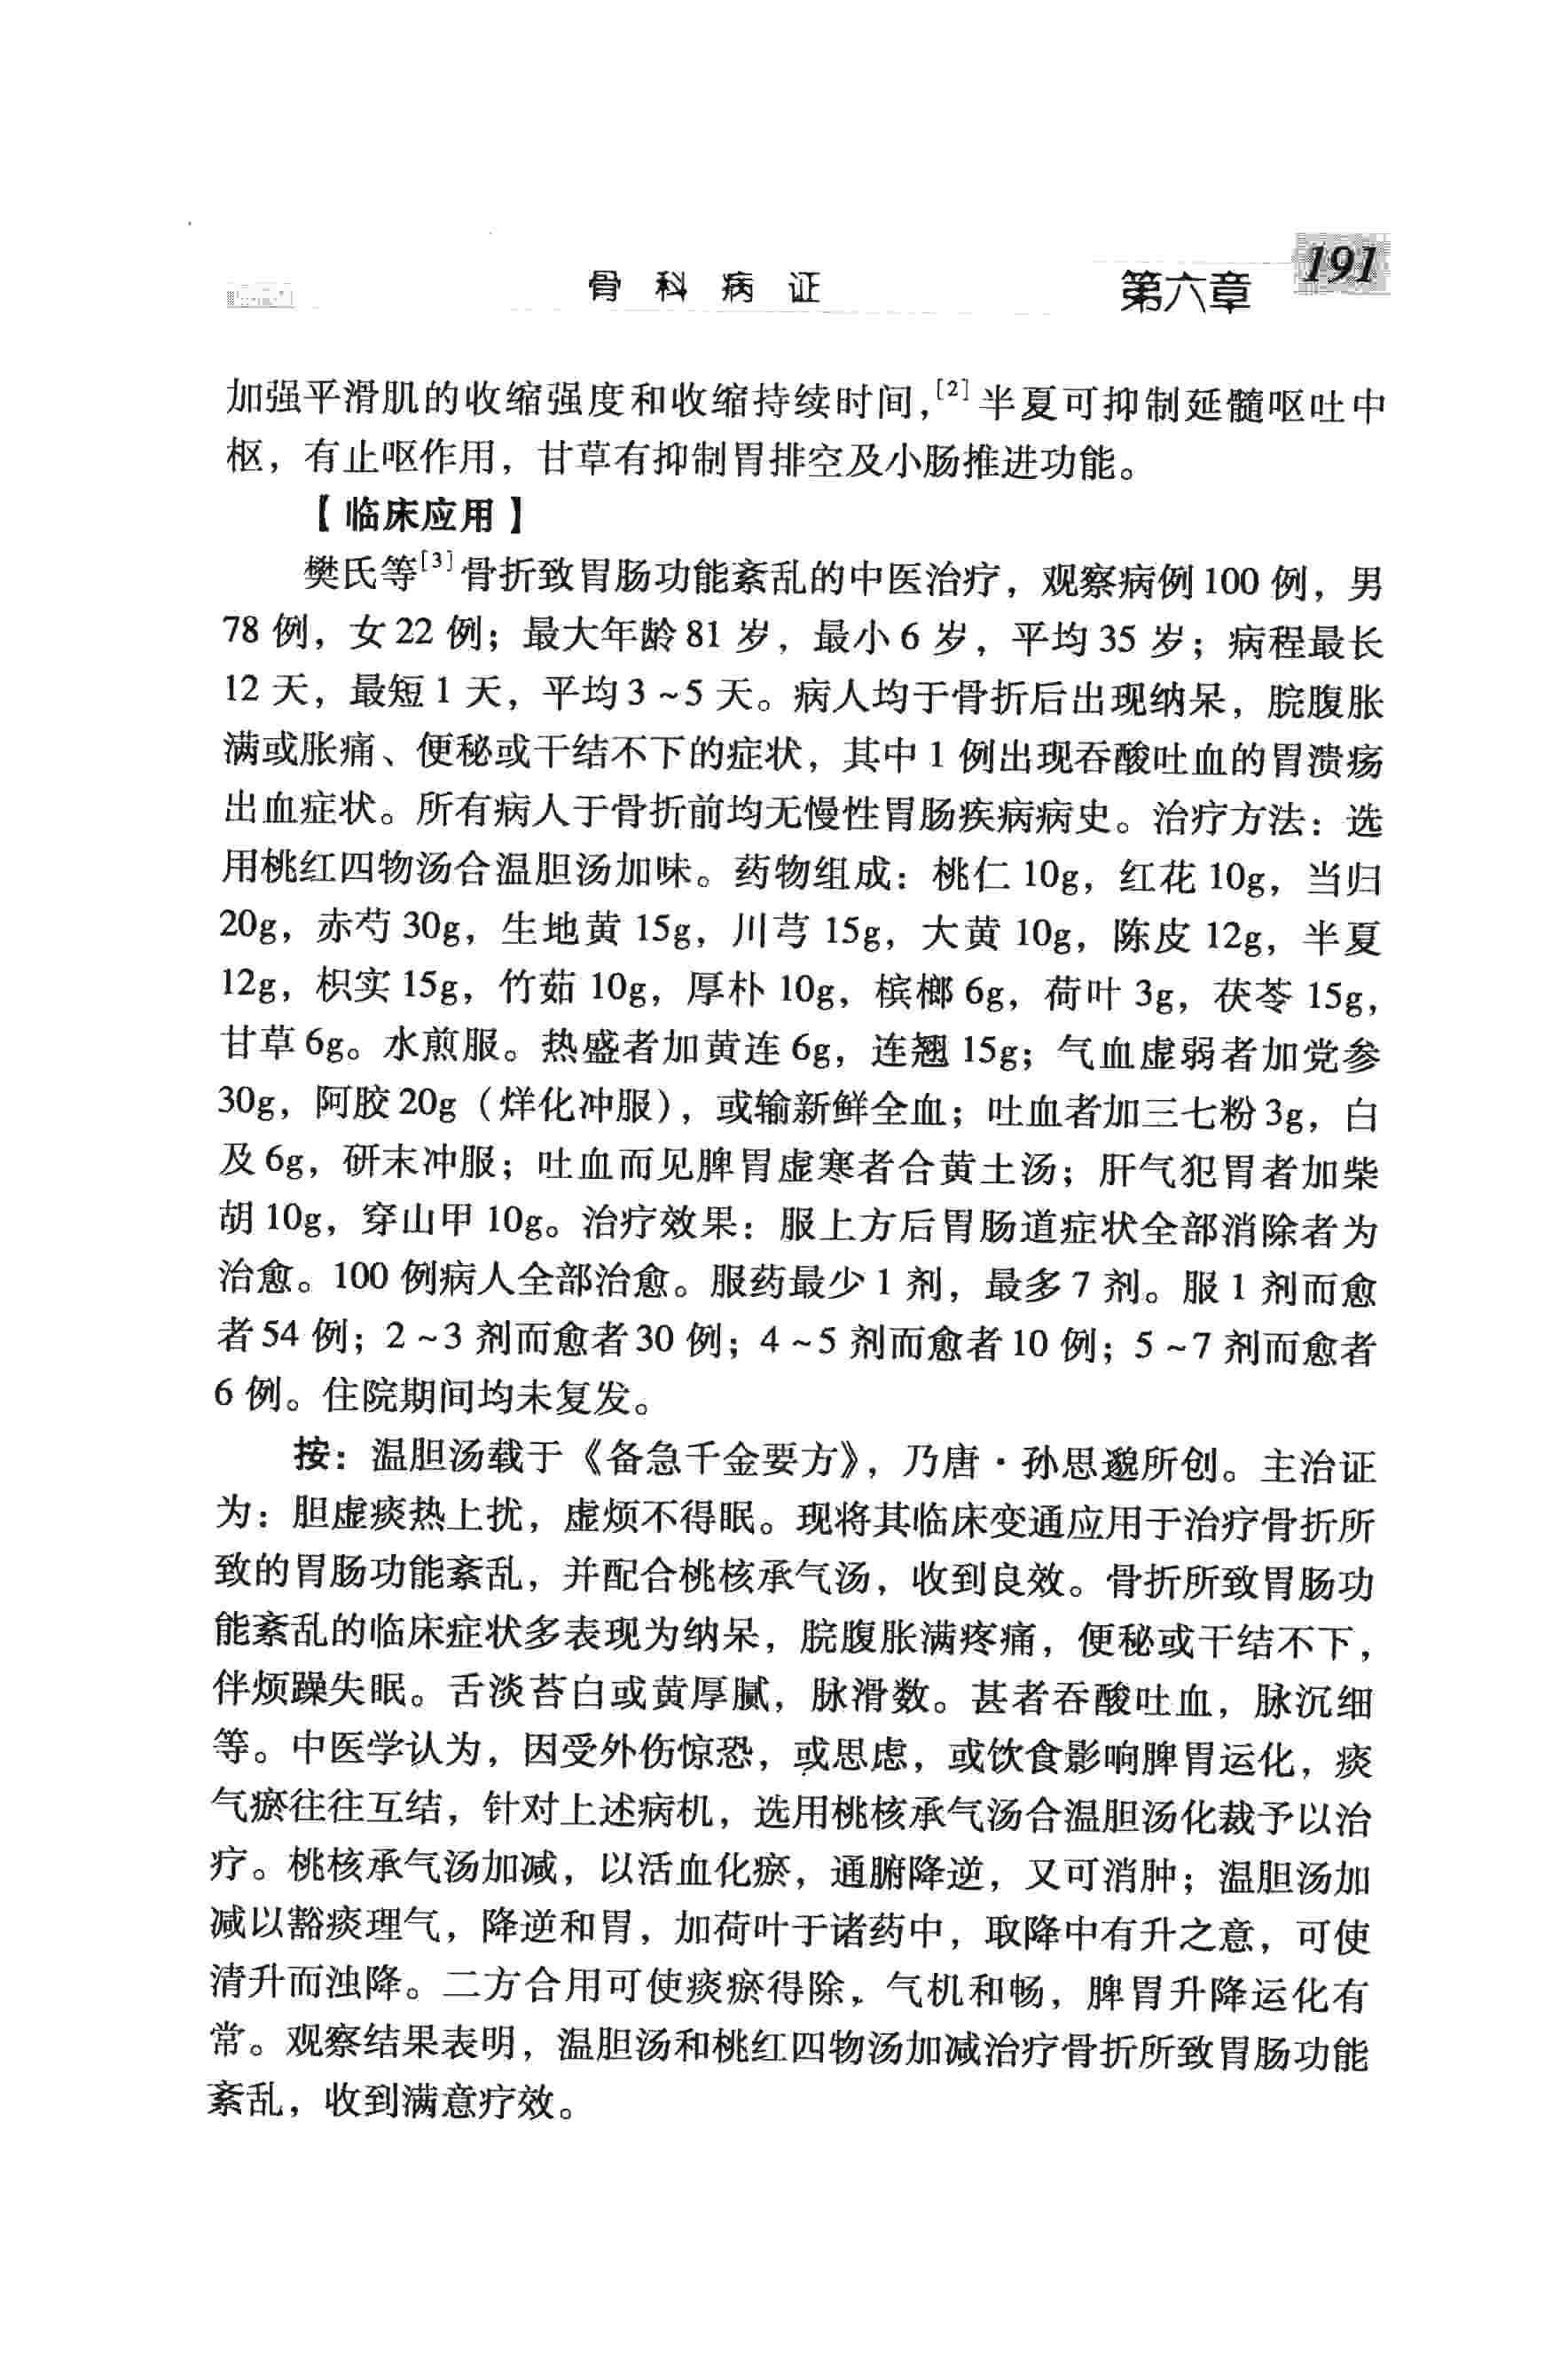 骨科病证 第六章 191
加强平滑肌的收缩强度和收缩持续时间,[2]半夏可抑制延髓呕吐中
枢，有止呕作用，甘草有抑制胃排空及小肠推进功能。
【临床应用】
樊氏等[3]骨折致胃肠功能紊乱的中医治疗，观察病例100例，男
78例，女22例；最大年龄81岁，最小6岁，平均35岁；病程最长
12天，最短1天，平均3~5天。病人均于骨折后出现纳呆，脘腹胀
满或胀痛、便秘或干结不下的症状，其中1例出现吞酸吐血的胃溃疡
出血症状。所有病人于骨折前均无慢性胃肠疾病病史。治疗方法：选
用桃红四物汤合温胆汤加味。药物组成：桃仁10g，红花10g，当归
20g，赤芍30g，生地黄15g，川芎15g，大黄10g，陈皮12g，半夏
12g，枳实15g，竹茹10g，厚朴10g，槟榔6g，荷叶3g，茯苓15g，
甘草6g。水煎服。热盛者加黄连6g，连翘15g；气血虚弱者加党参
30g，阿胶20g（烊化冲服），或输新鲜全血；吐血者加三七粉3g，白
及6g，研末冲服；吐血而见脾胃虚寒者合黄土汤；肝气犯胃者加柴
胡10g，穿山甲10g。治疗效果：服上方后胃肠道症状全部消除者为
治愈。100例病人全部治愈。服药最少1剂，最多7剂。服1剂而愈
者54例；2~3剂而愈者30例；4~5剂而愈者10例；5~7剂而愈者
6例。住院期间均未复发。
按：温胆汤载于《备急千金要方》，乃唐·孙思邈所创。主治证
为：胆虚痰热上扰，虚烦不得眠。现将其临床变通应用于治疗骨折所
致的胃肠功能紊乱，并配合桃核承气汤，收到良效。骨折所致胃肠功
能紊乱的临床症状多表现为纳呆，脘腹胀满疼痛，便秘或干结不下，
伴烦躁失眠。舌淡苔白或黄厚腻，脉滑数。甚者吞酸吐血，脉沉细
等。中医学认为，因受外伤惊恐，或思虑，或饮食影响脾胃运化，痰
气瘀往往互结，针对上述病机，选用桃核承气汤合温胆汤化裁予以治
疗。桃核承气汤加减，以活血化瘀，通腑降逆，又可消肿；温胆汤加
减以豁痰理气，降逆和胃，加荷叶于诸药中，取降中有升之意，可使
清升而浊降。二方合用可使痰瘀得除，气机和畅，脾胃升降运化有
常。观察结果表明，温胆汤和桃红四物汤加减治疗骨折所致胃肠功能
紊乱，收到满意疗效。